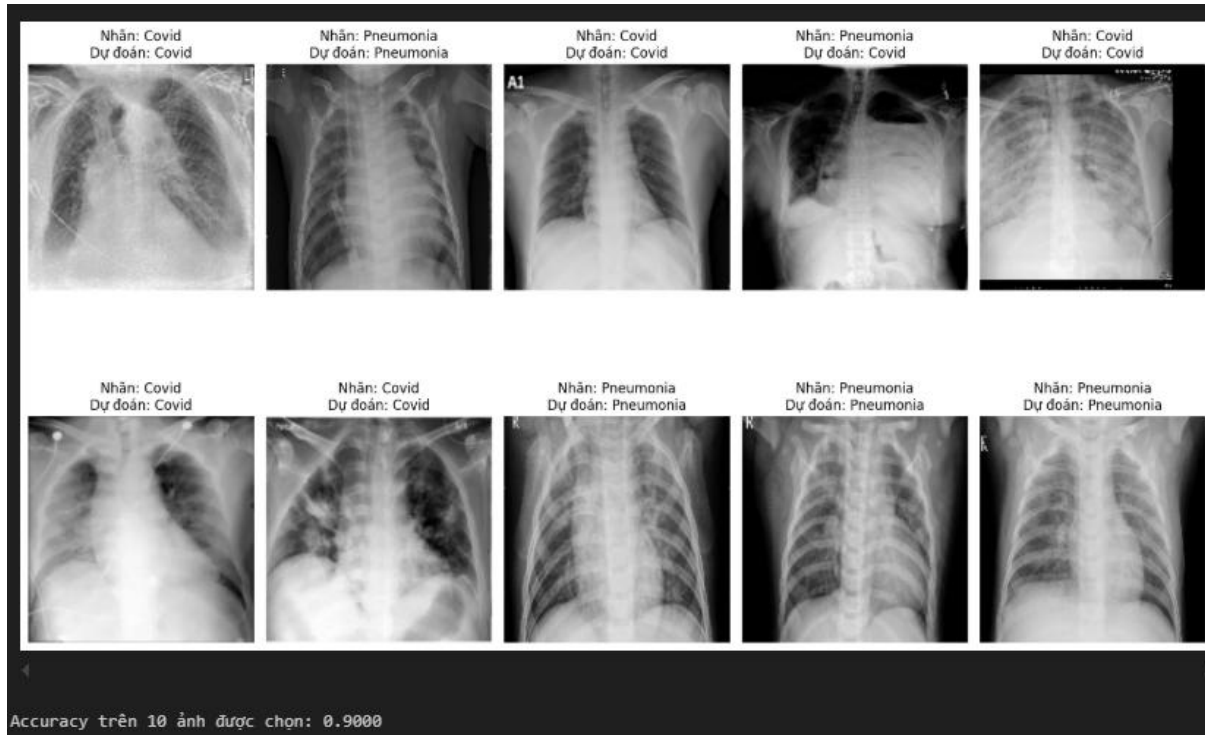 Nhãn: Covid
Dự đoán: Covid
Nhãn: Pneumonia
Dự đoán: Pneumonia
Nhãn: Covid
Dự đoán: Covid
Nhãn: Pneumonia
Dự đoán: Covid
Nhãn: Covid
Dự đoán: Covid
A1
Nhãn: Covid
Dự đoán: Covid
Nhãn: Covid
Dự đoán: Covid
Nhãn: Pneumonia
Dự đoán: Pneumonia
Nhãn: Pneumonia
Dự đoán: Pneumonia
Nhãn: Pneumonia
Dự đoán: Pneumonia
R
R
R
Accuracy trên 10 ảnh được chọn: 0.9000